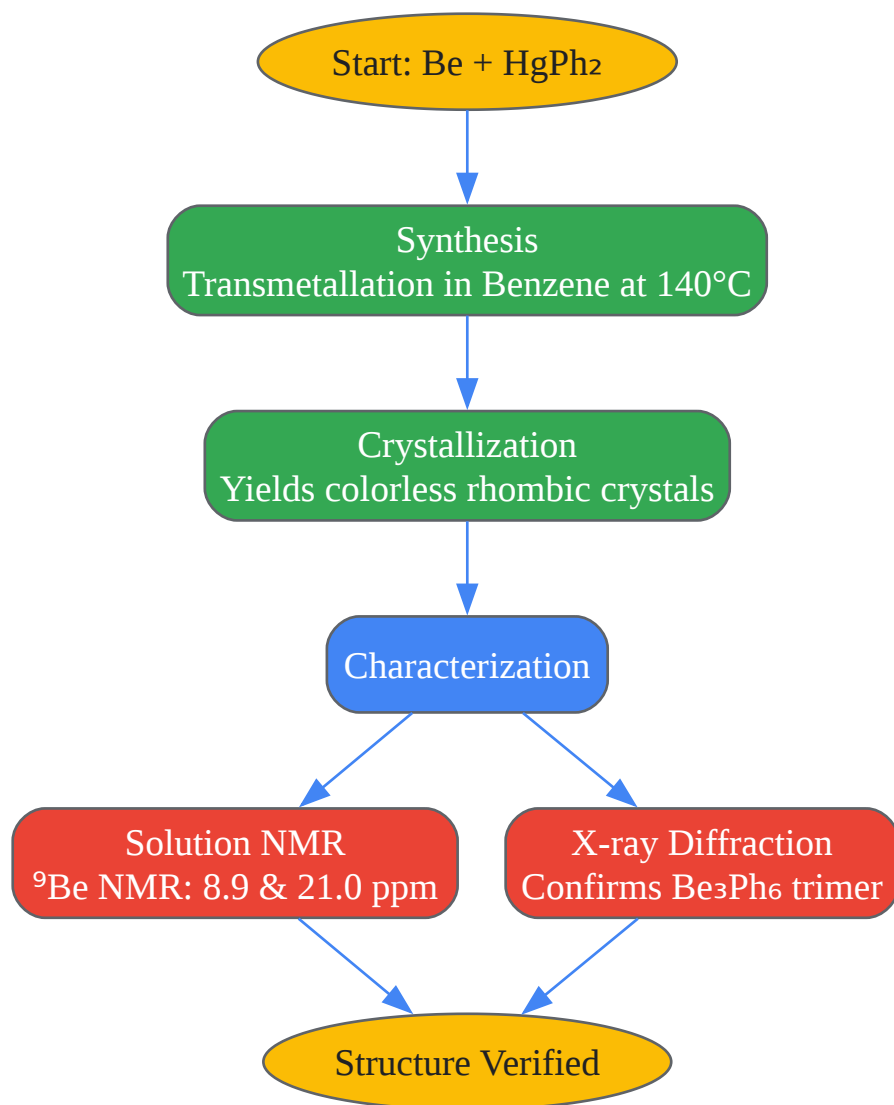 Start: Be + HgPh₂
Synthesis
Transmetallation in Benzene at 140°C
Crystallization
Yields colorless rhombic crystals
Characterization
Solution NMR
⁹Be NMR: 8.9 & 21.0 ppm
X-ray Diffraction
Confirms Be₃Ph₆ trimer
Structure Verified